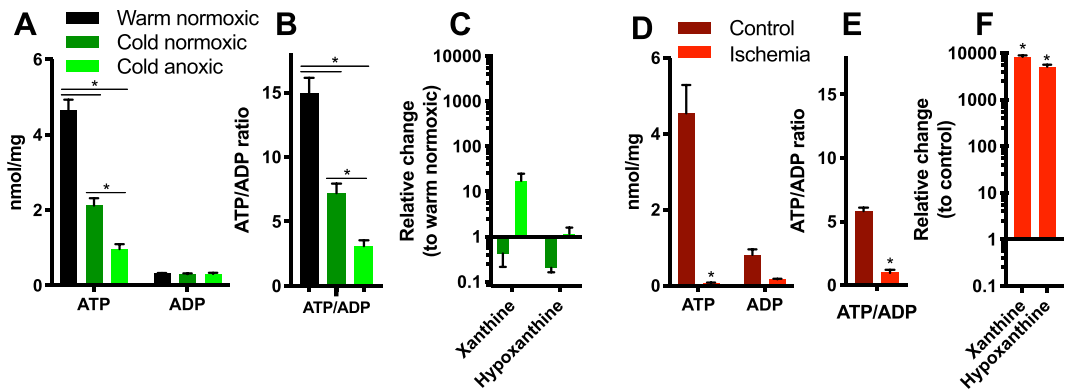 A
Warm normoxic
Cold normoxic
Cold anoxic
nmol/mg
6
4
2
0
*
*
ATP
ADP
B
ATP/ADP ratio
15
10
5
0
*
*
ATP/ADP
C
Relative change
(to warm normoxic)
10000
1000
100
10
1
0.1
Xanthine
Hypoxanthine
D
Control
Ischemia
nmol/mg
6
4
2
0
*
ATP
ADP
E
ATP/ADP ratio
15
10
5
0
*
ATP/ADP
F
Relative change
(to control)
10000
1000
100
10
1
0.1
*
*
Xanthine
Hypoxanthine